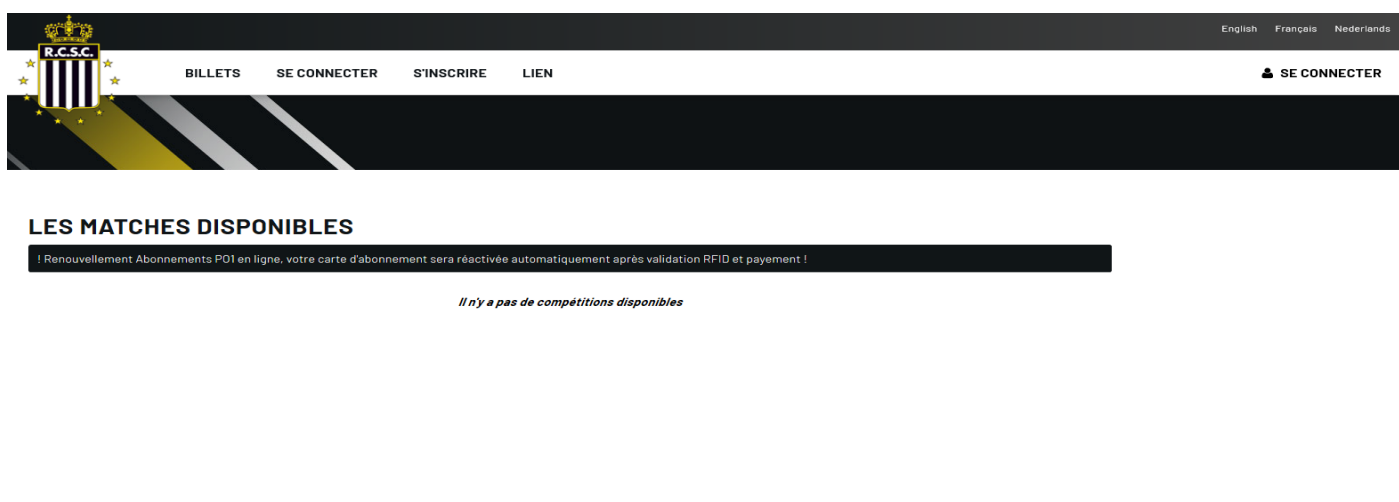 English Français Nederlands
R.C.S.C.
BILLETS SE CONNECTER S'INSCRIRE LIEN SE CONNECTER
LES MATCHES DISPONIBLES
! Renouvellement Abonnements PO1 en ligne, votre carte d'abonnement sera réactivée automatiquement après validation RFID et payement !
Il n'y a pas de compétitions disponibles